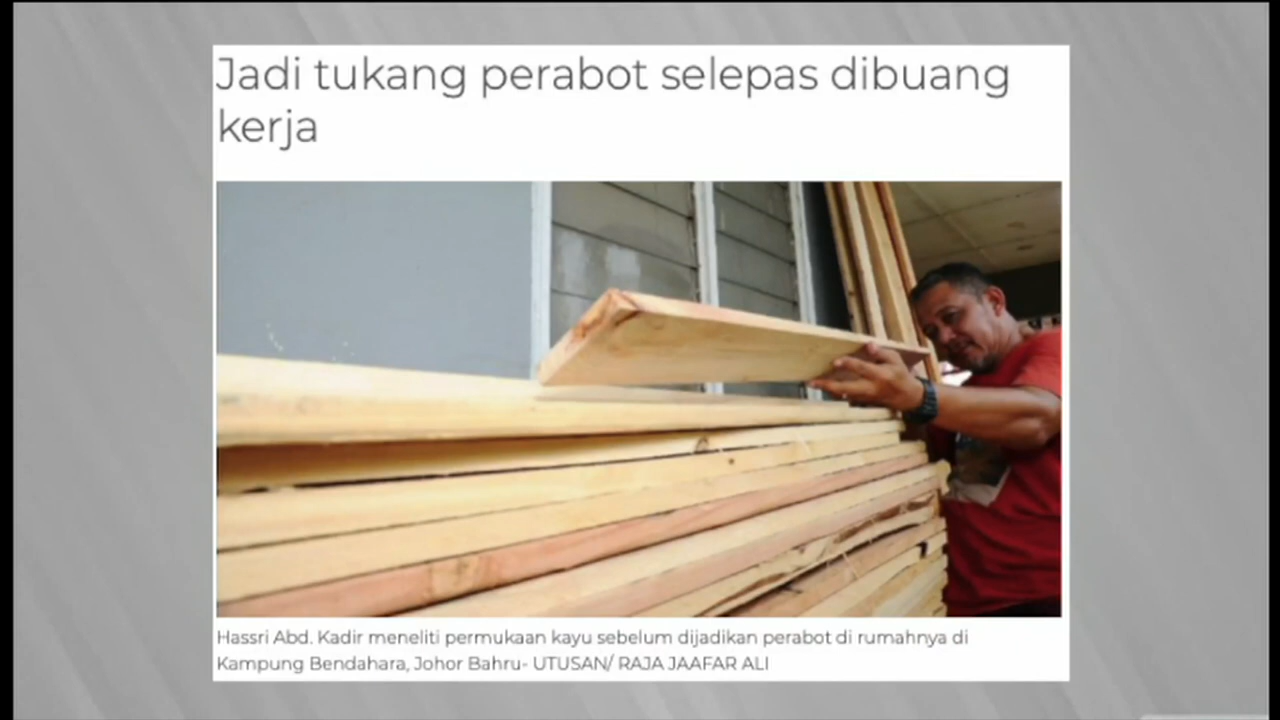 Jadi tukang perabot selepas dibuang
kerja
Hassri Abd. Kadir meneliti permukaan kayu sebelum dijadikan perabot di rumahnya di
Kampung Bendahara, Johor Bahru- UTUSAN/ RAJA JAAFAR ALI